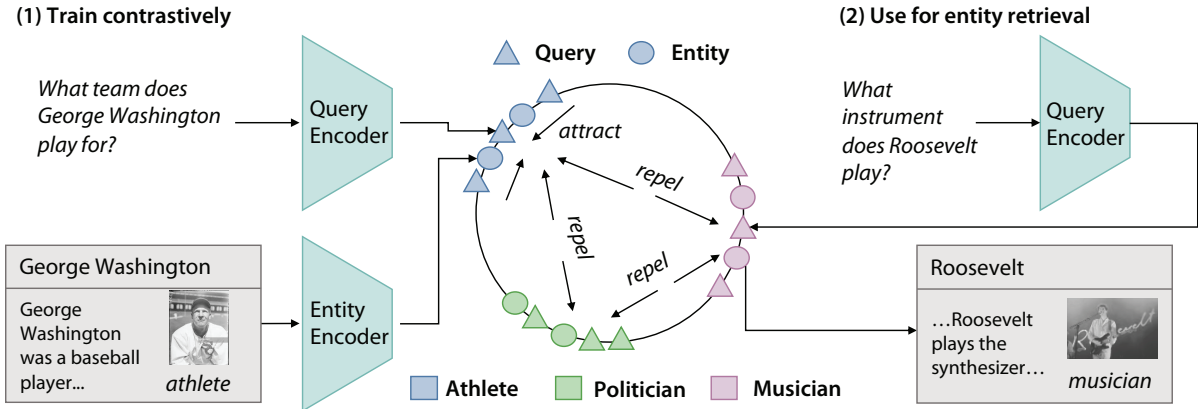 (1) Train contrastively
What team does
George Washington
play for?
Query
Encoder
George Washington
George
Washington
was a baseball
player...
athlete
Entity
Encoder
Query
Entity
attract
repel
repel
repel
Athlete
Politician
Musician
(2) Use for entity retrieval
What
instrument
does Roosevelt
play?
Query
Encoder
Roosevelt
…Roosevelt
plays the
synthesizer…
Roosevelt
musician